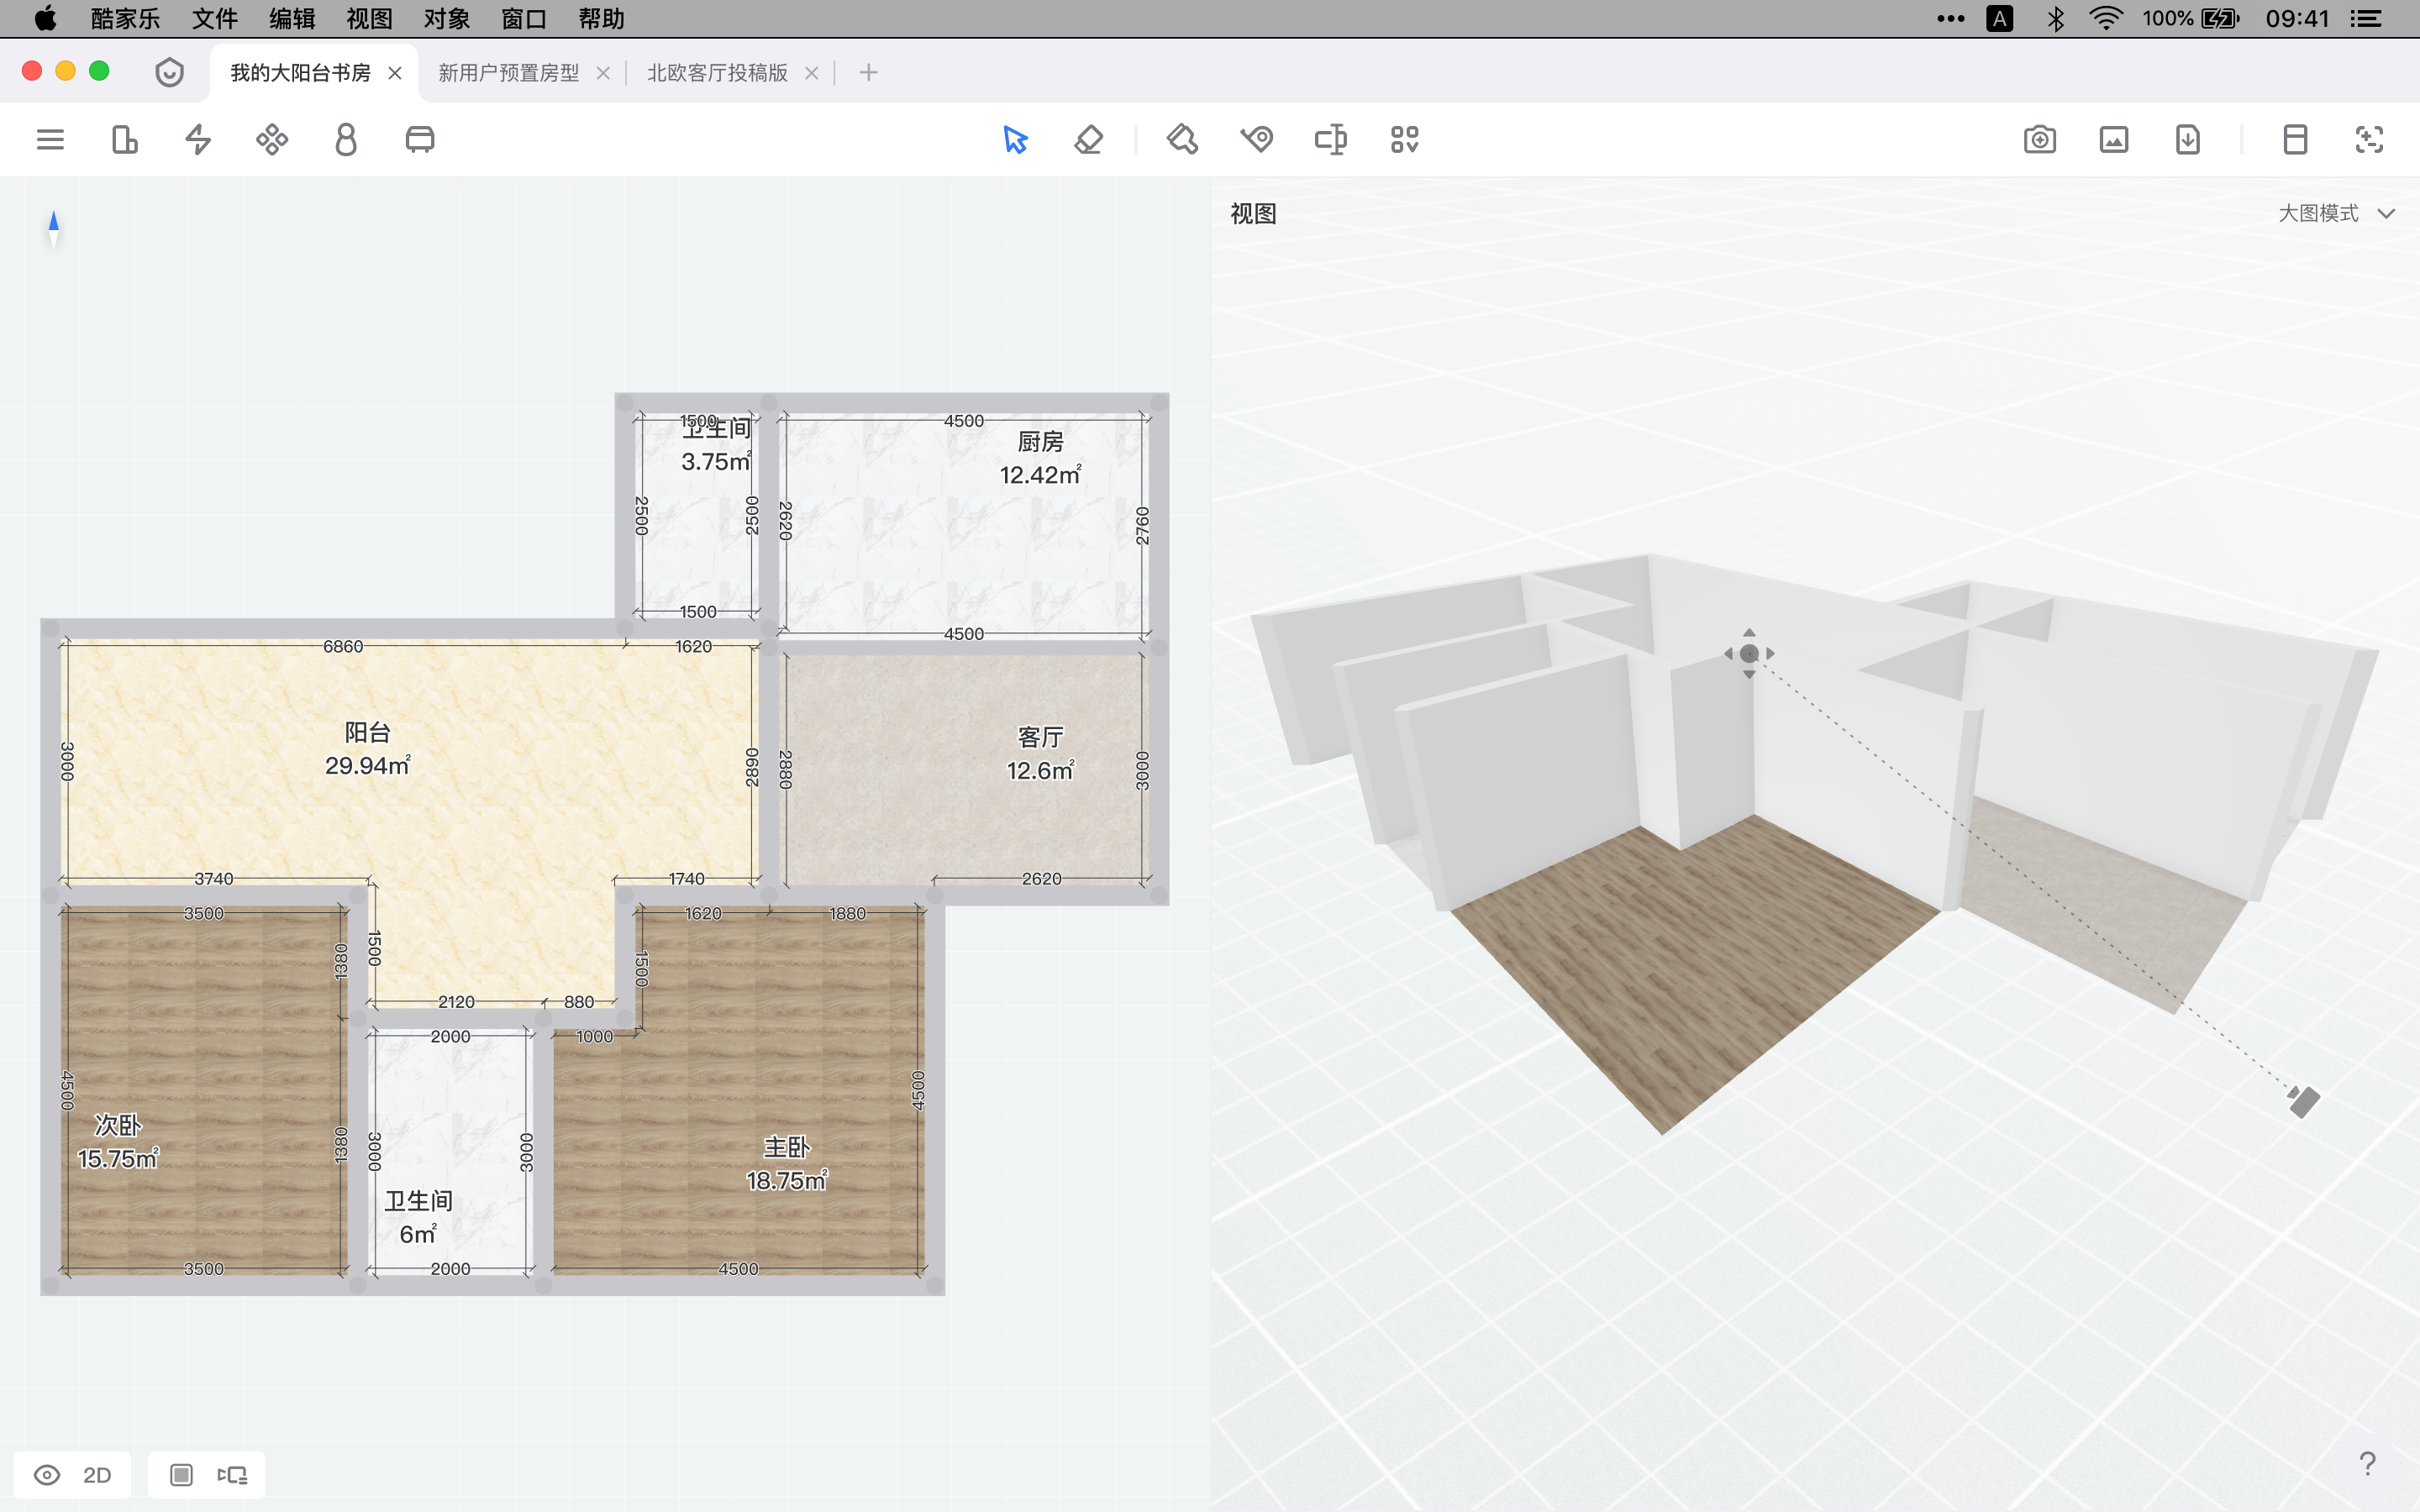 酷家乐 文件 编辑 视图 对象 窗口 帮助 A 100% 09:41
我的大阳台书房 新用户预置房型 北欧客厅投稿版
视图 大图模式
1500 4500
卫生间
3.75㎡
厨房
12.42㎡
2500 2500 2620 2760
1500 4500
6860 1620
阳台
29.94㎡
客厅
12.6㎡
3000 2890 2880 3000
3740 1740 2620
3500 1620 1880
1380 1500 1500
2120 880
2000 1000
4500 4500
次卧
15.75㎡
1380 3000 3000
主卧
18.75㎡
卫生间
6㎡
3500 2000 4500
2D
?